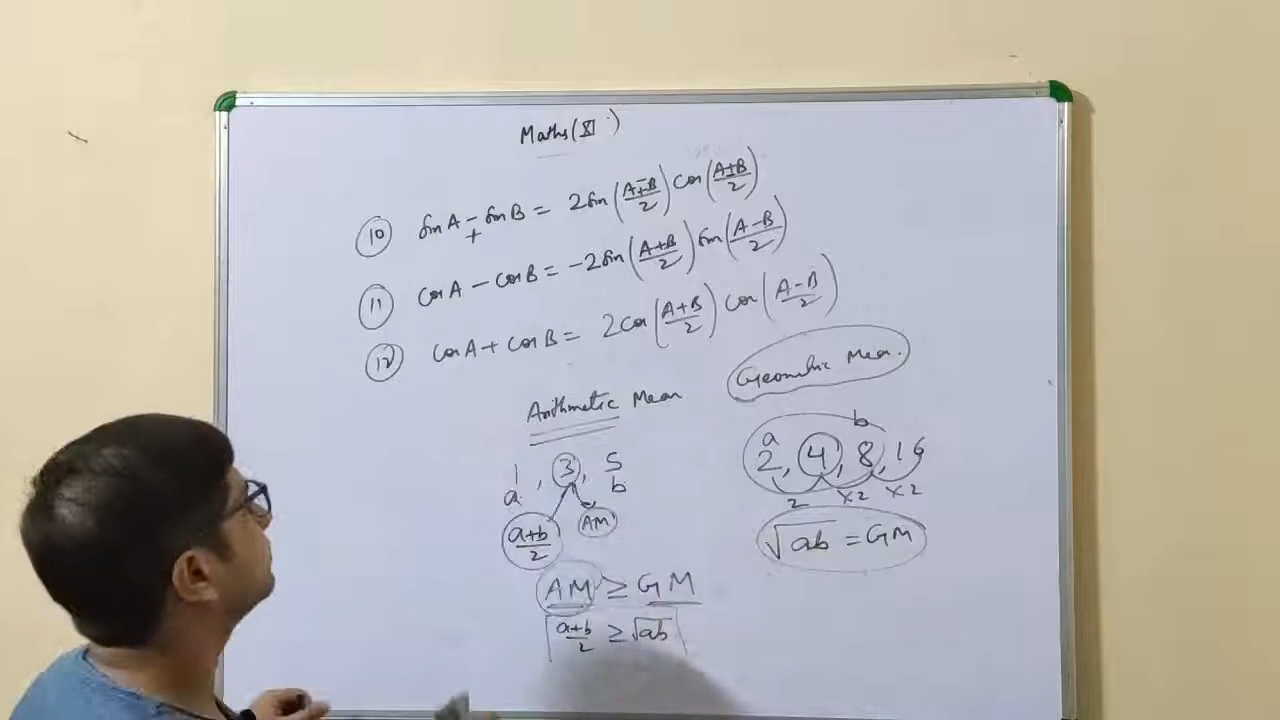 Maths (XI)
10 sin A ∓ sin B = 2 sin (A ∓ B / 2) cos (A ± B / 2)
11 cos A − cos B = −2 sin (A+B / 2) sin (A−B / 2)
12 cos A + cos B = 2 cos (A+B / 2) cos (A−B / 2)
Arithmetic Mean
1, 3, 5
a b
a+b / 2 AM
AM ≥ GM
a+b / 2 ≥ √ab
Geometric Mean.
a b
2, 4, 8, 16
2 ×2 ×2
√ab = GM